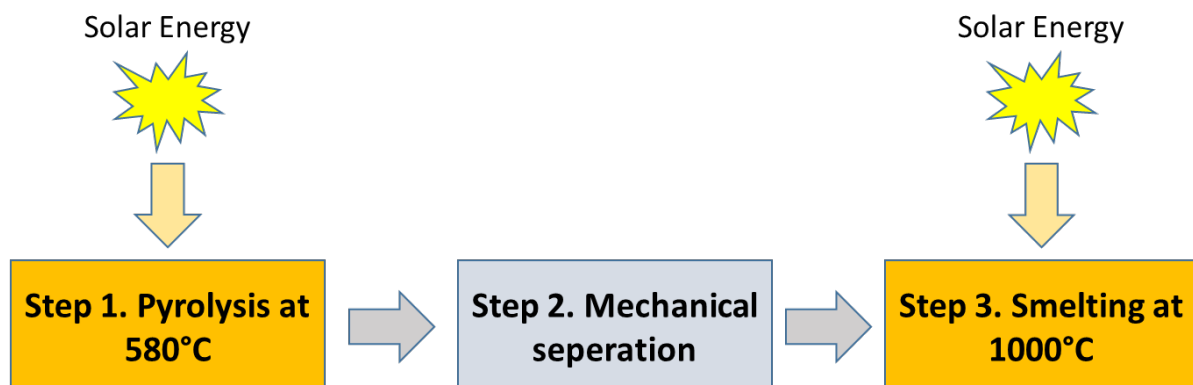 Solar Energy
Solar Energy
Step 1. Pyrolysis at
580°C
Step 2. Mechanical
seperation
Step 3. Smelting at
1000°C